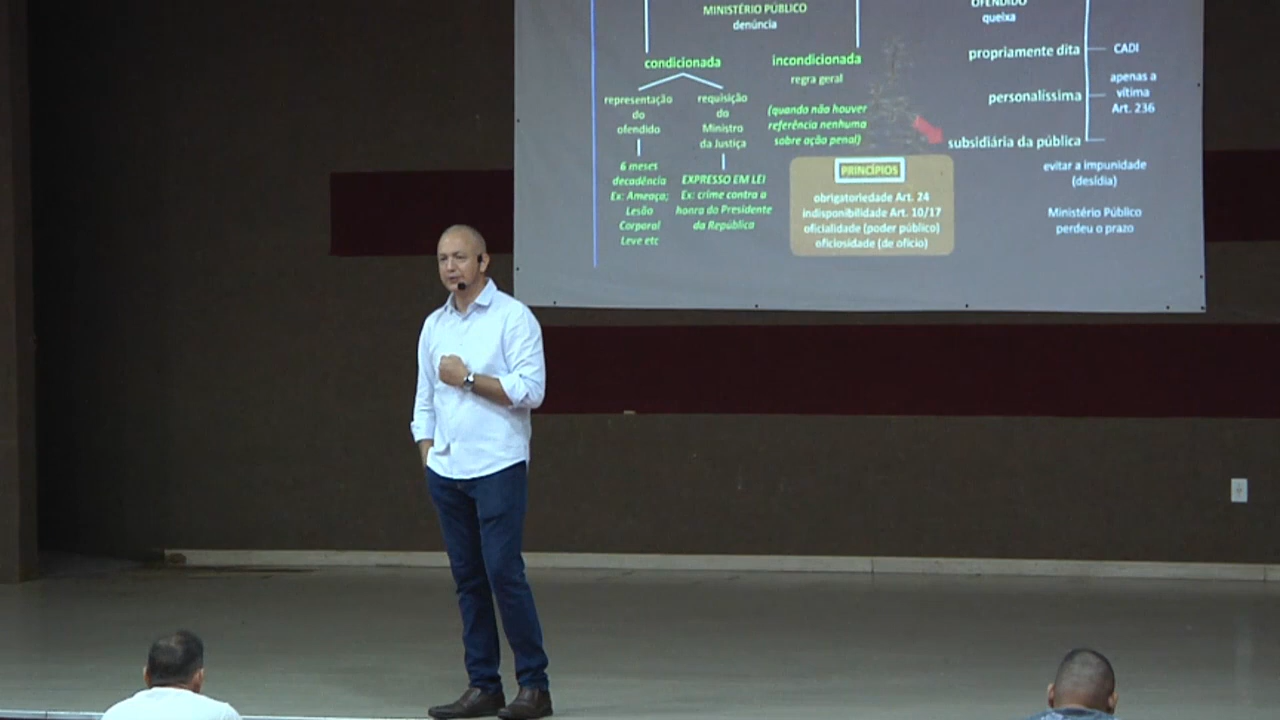 MINISTÉRIO PÚBLICO
denúncia
condicionada
representação
do
ofendido
6 meses
decadência
Ex: Ameaça;
Lesão
Corporal
Leve etc
requisição
do
Ministro
da Justiça
EXPRESSO EM LEI
Ex: crime contra a
honra do Presidente
da República
incondicionada
regra geral
(quando não houver
referência nenhuma
sobre ação penal)
PRINCÍPIOS
obrigatoriedade Art. 24
indisponibilidade Art. 10/17
oficialidade (poder público)
oficiosidade (de ofício)
OFENDIDO
queixa
propriamente dita
CADI
personalíssima
apenas a
vítima
Art. 236
subsidiária da pública
evitar a impunidade
(desídia)
Ministério Público
perdeu o prazo